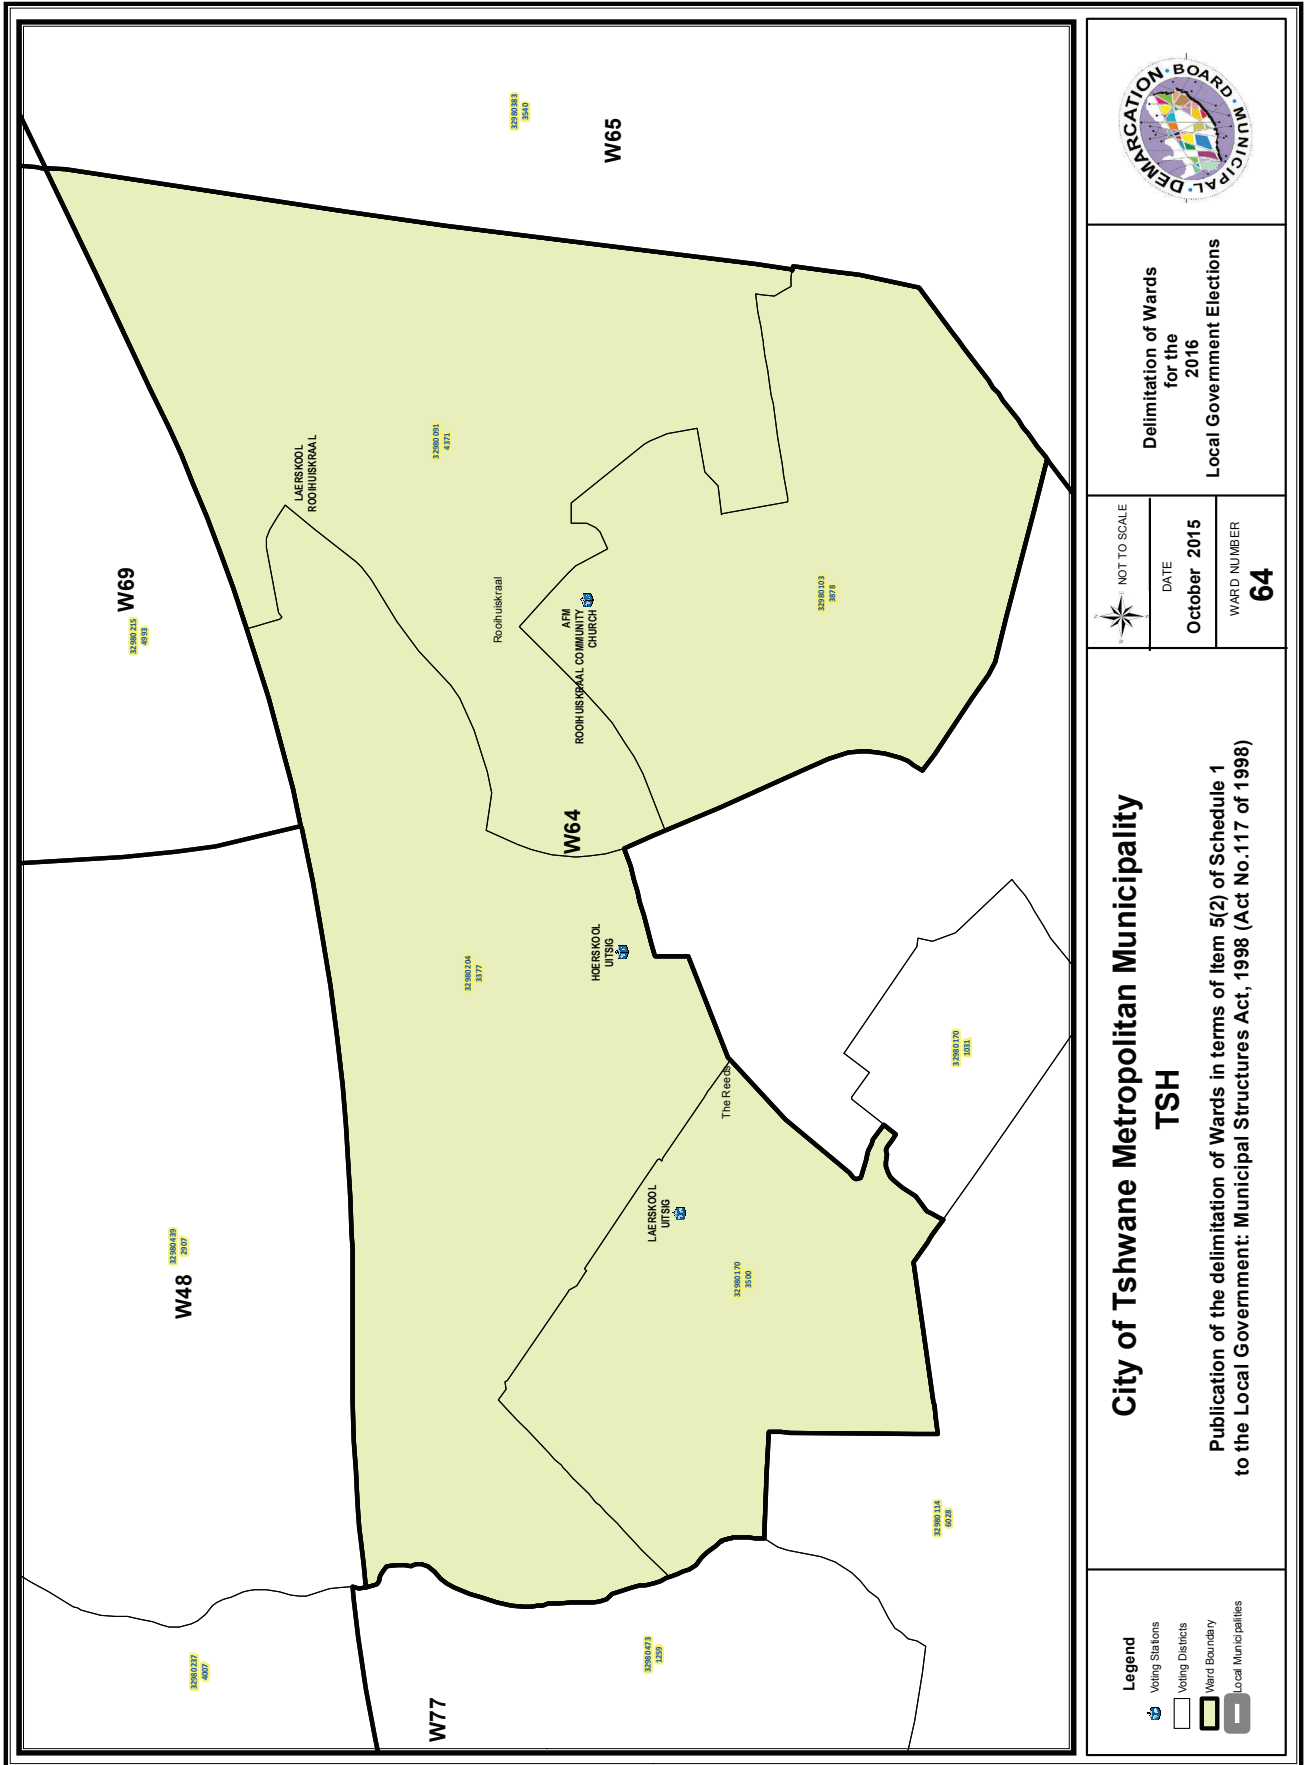 W77
W48
W69
W65
W64
32980237
4007
32980439
2907
32980215
4993
32980383
3540
LAERSKOOL
ROOIHUISKRAAL
32980091
4371
Rooihuiskraal
AFM
ROOIHUISKRAAL COMMUNITY
CHURCH
32980204
3377
HOERSKOOL
UITSIG
LAERSKOOL
UITSIG
The Reeds
32980170
3500
32980103
3878
32980170
1031
32980473
1259
32980114
6028
Legend
Voting Stations
Voting Districts
Ward Boundary
Local Municipalities
City of Tshwane Metropolitan Municipality
TSH
Publication of the delimitation of Wards in terms of Item 5(2) of Schedule 1
to the Local Government: Municipal Structures Act, 1998 (Act No.117 of 1998)
N
W
E
S
NOT TO SCALE
DATE
October 2015
WARD NUMBER
64
Delimitation of Wards
for the
2016
Local Government Elections
MUNICIPAL · DEMARCATION · BOARD ·